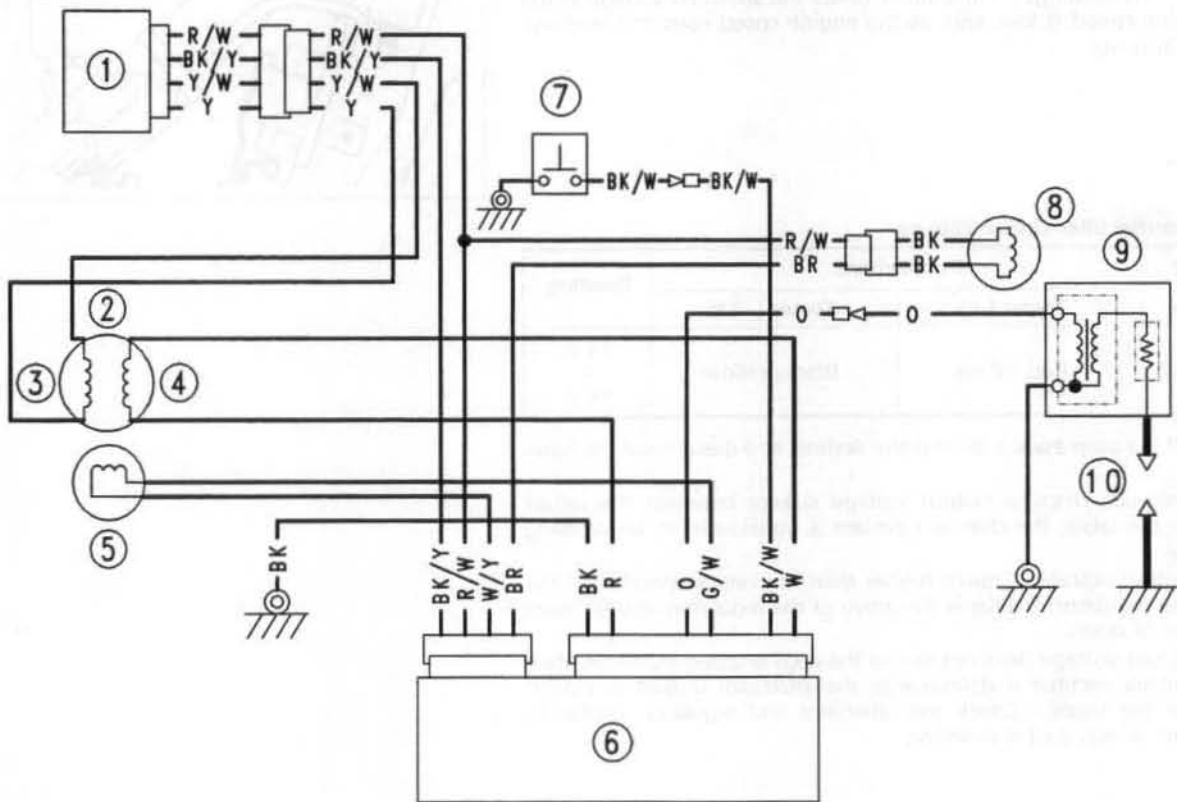 R/W R/W
BK/Y BK/Y
Y/W Y/W
Y Y
①
⑦
BK/W BK/W
⑧
R/W BK
BR BK
⑨
O O
②
③ ④
⑩
⑤
BK
BK/Y
R/W
W/Y
BR
BK
R
O
G/W
BK/W
W
⑥